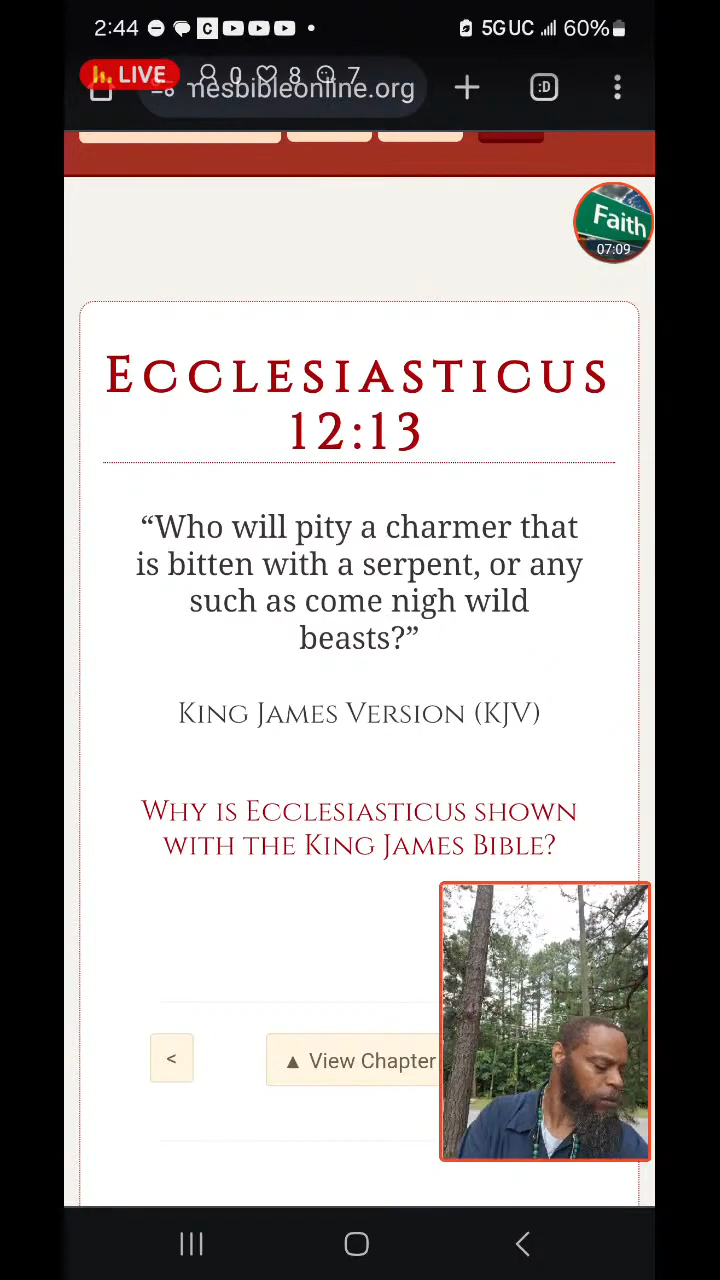 2:44 5GUC 60%
LIVE 0 8 7
nesbibleonline.org :D
Faith
07:09
ECCLESIASTICUS
12:13
“Who will pity a charmer that
is bitten with a serpent, or any
such as come nigh wild
beasts?”
KING JAMES VERSION (KJV)
WHY IS ECCLESIASTICUS SHOWN
WITH THE KING JAMES BIBLE?
< ▲ View Chapter